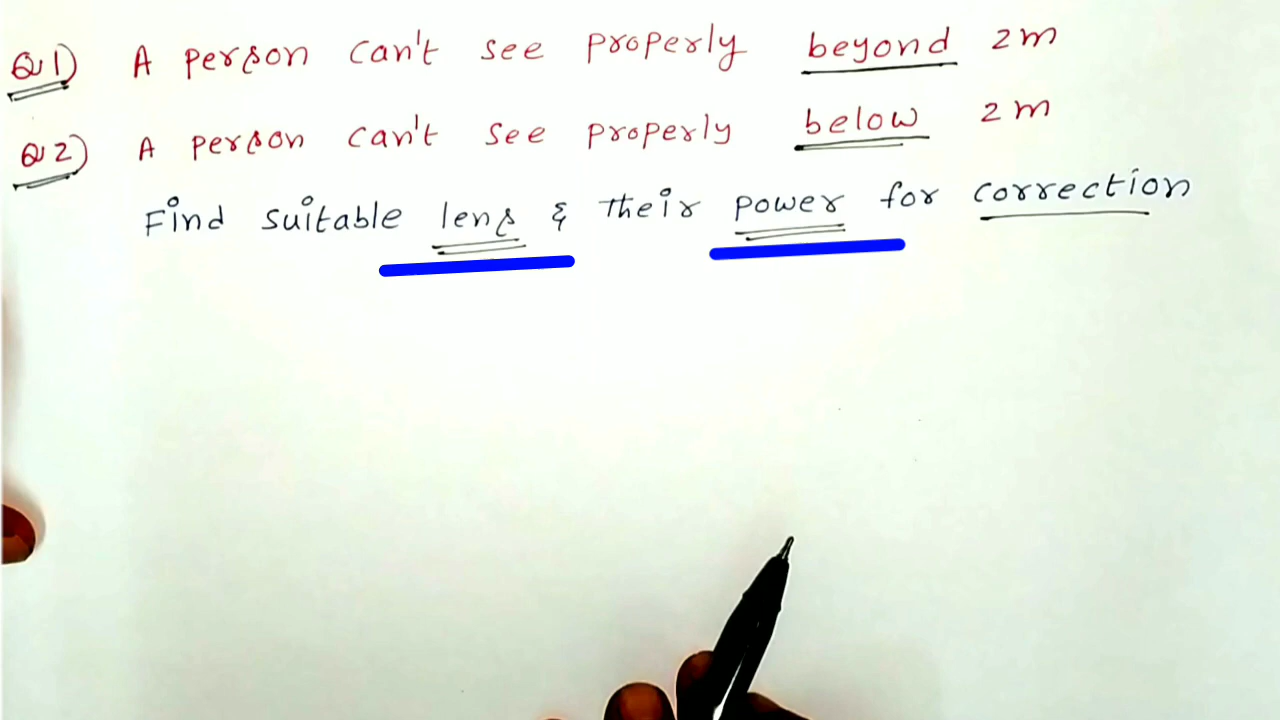 Q1) A person can't see properly beyond 2m
Q2) A person can't see properly below 2m
Find suitable lens & their power for correction